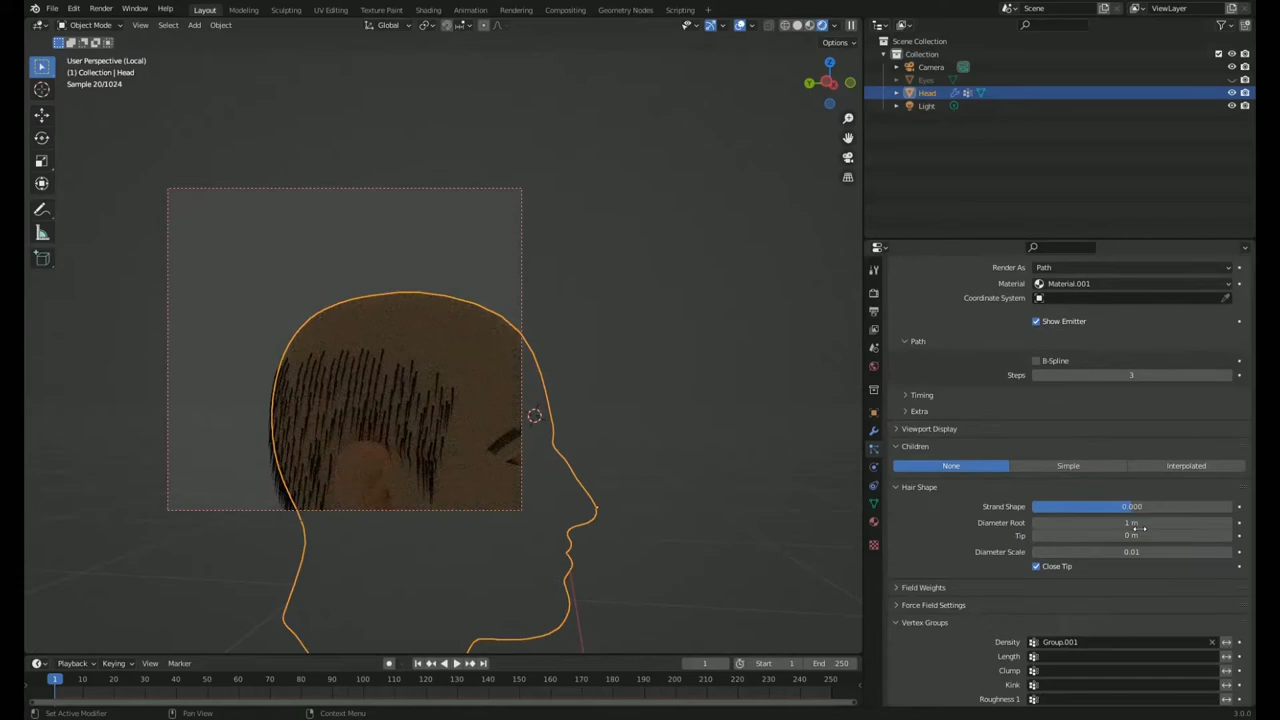 File Edit Render Window Help Layout Modeling Sculpting UV Editing Texture Paint Shading Animation Rendering Compositing Geometry Nodes Scripting + Scene ViewLayer
Object Mode View Select Add Object Global
Options
User Perspective (Local)
(1) Collection | Head
Sample 20/1024
Z
Y
Scene Collection
Collection
Camera
Eyes
Head
Light
Render As Path
Material Material.001
Coordinate System
Show Emitter
Path
B-Spline
Steps 3
Timing
Extra
Viewport Display
Children
None Simple Interpolated
Hair Shape
Strand Shape 0.000
Diameter Root 1 m
Tip 0 m
Diameter Scale 0.01
Close Tip
Field Weights
Force Field Settings
Vertex Groups
Density Group.001
Length
Clump
Kink
Roughness 1
Playback Keying View Marker 1 Start 1 End 250
1 10 20 30 40 50 60 70 80 90 100 110 120 130 140 150 160 170 180 190 200 210 220 230 240 250
Set Active Modifier Pan View Context Menu 3.0.0